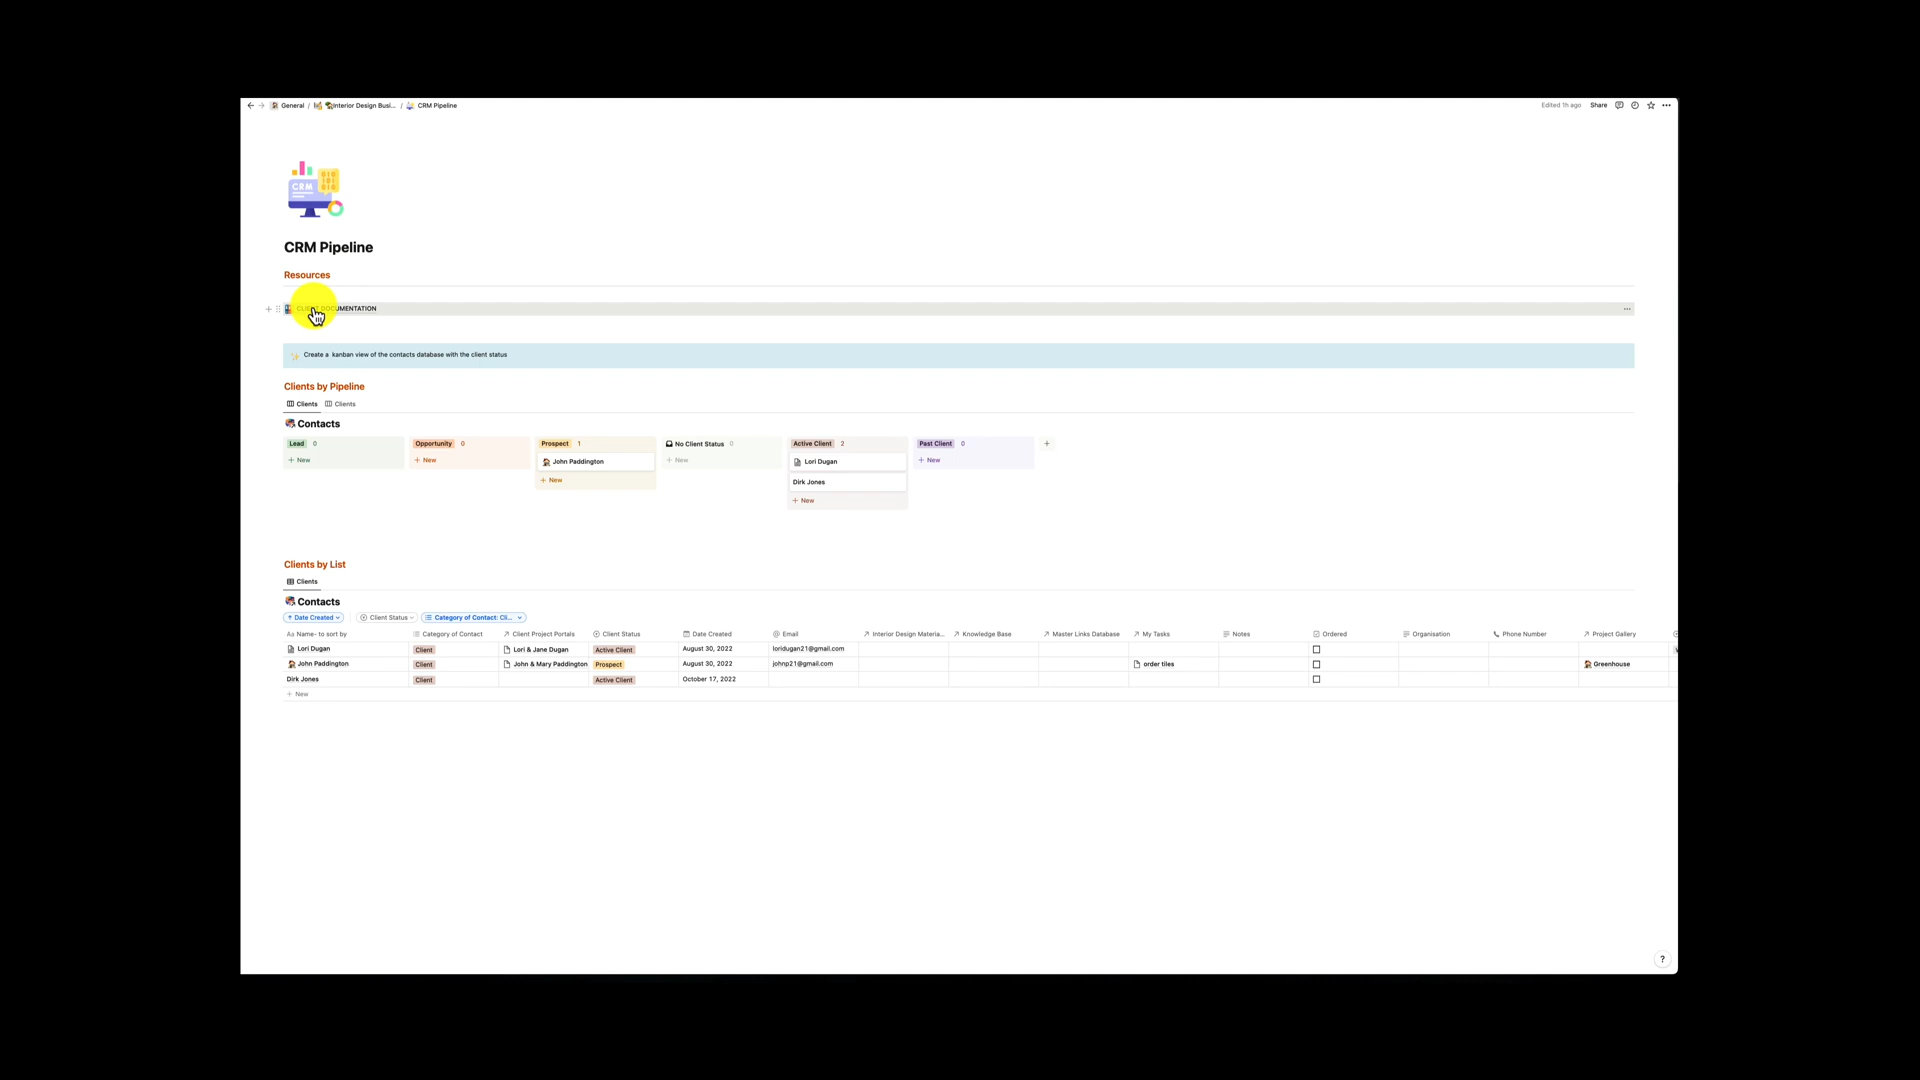 General / Interior Design Busi... / CRM Pipeline
Edited 1h ago Share
CRM
CRM Pipeline
Resources
CLIENT DOCUMENTATION
Create a kanban view of the contacts database with the client status
Clients by Pipeline
Clients Clients
Contacts
Lead 0 Opportunity 0 Prospect 1 No Client Status 0 Active Client 2 Past Client 0 +
+ New + New John Paddington + New Lori Dugan + New
+ New Dirk Jones
+ New
Clients by List
Clients
Contacts
Date Created Client Status Category of Contact: Cli...
Aa Name- to sort by Category of Contact Client Project Portals Client Status Date Created @ Email Interior Design Materia... Knowledge Base Master Links Database My Tasks Notes Ordered Organisation Phone Number Project Gallery
Lori Dugan Client Lori & Jane Dugan Active Client August 30, 2022 loridugan21@gmail.com
John Paddington Client John & Mary Paddington Prospect August 30, 2022 johnp21@gmail.com order tiles Greenhouse
Dirk Jones Client Active Client October 17, 2022
+ New
?